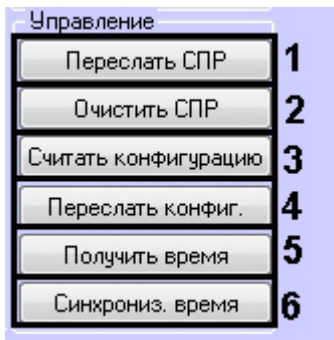 Управление
Переслать СПР 1
Очистить СПР 2
Считать конфигурацию 3
Переслать конфиг. 4
Получить время 5
Синхрониз. время 6